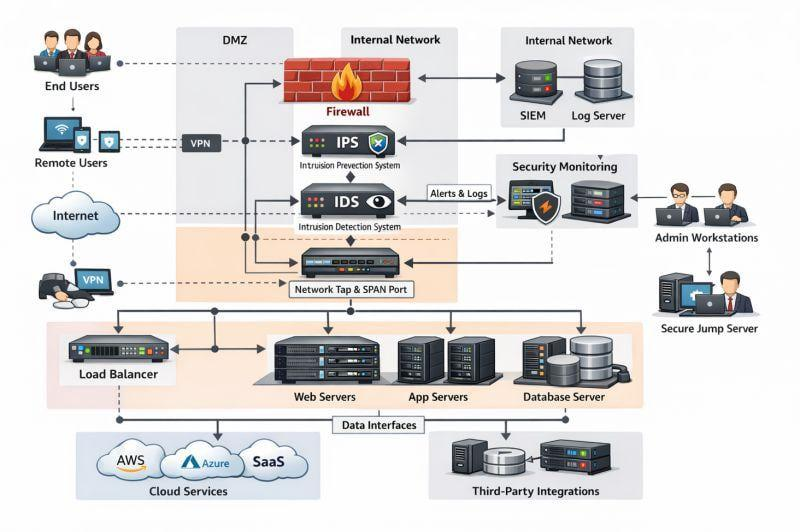 DMZ
Internal Network
Internal Network
End Users
Firewall
SIEM
Log Server
Remote Users
VPN
IPS
Intruision Prevection System
Security Monitoring
IDS
Alerts & Logs
Internet
Intrusion Detection System
Admin Workstations
VPN
Network Tap & SPAN Port
Secure Jump Server
Load Balancer
Web Servers
App Servers
Database Server
Data Interfaces
AWS
Azure
SaaS
Cloud Services
Third-Party Integrations